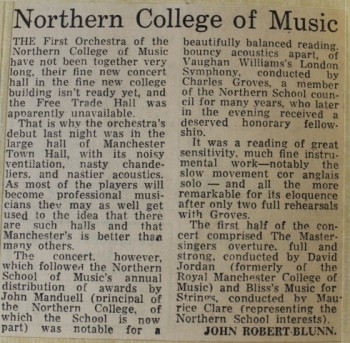 Northern College of Music
THE First Orchestra of the
Northern College of Music
have not been together very
long, their fine new concert
hall in the fine new college
building isn't ready yet, and
the Free Trade Hall was
apparently unavailable.
That is why the orchestra's
debut last night was in the
large hall of Manchester
Town Hall, with its noisy
ventilation, nasty chande-
liers, and nastier acoustics.
As most of the players will
become professional musi-
cians they may as well get
used to the idea that there
are such halls and that
Manchester's is better than
many others.
The concert, however,
which followed the Northern
School of Music's annual
distribution of awards by
John Manduell (principal of
the Northern College, of
which the School is now
part) was notable for a
beautifully balanced reading,
bouncy acoustics apart, of
Vaughan Williams's London
Symphony, conducted by
Charles Groves, a member
of the Northern School coun-
cil for many years, who later
in the evening received a
deserved honorary fellow-
ship.
It was a reading of great
sensitivity, much fine instru-
mental work—notably the
slow movement cor anglais
solo — and all the more
remarkable for its eloquence
after only two full rehearsals
with Groves.
The first half of the con-
cert comprised The Master-
singers overture, full and
strong, conducted by David
Jordan (formerly of the
Royal Manchester College of
Music) and Bliss's Music for
Strings, conducted by Mau-
rice Clare (representing the
Northern School interests).
JOHN ROBERT-BLUNN.